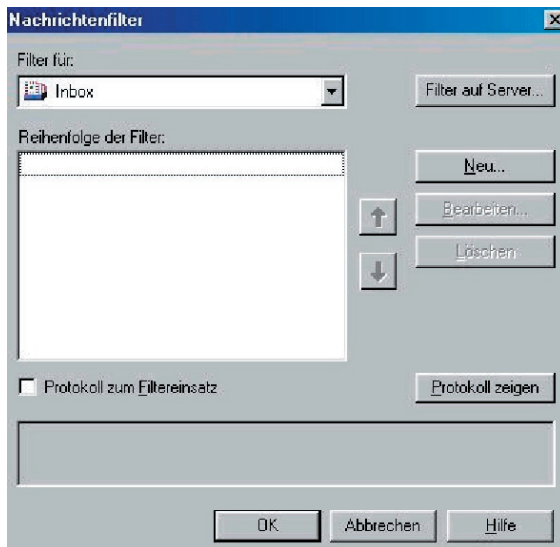 Nachrichtenfilter
Filter für:
Inbox
Filter auf Server...
Reihenfolge der Filter:
Neu...
Bearbeiten...
Löschen
Protokoll zum Filtereinsatz
Protokoll zeigen
OK
Abbrechen
Hilfe